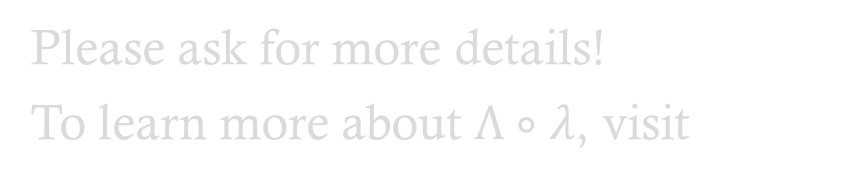 Please ask for more details!
To learn more about Λ ∘ λ, visit